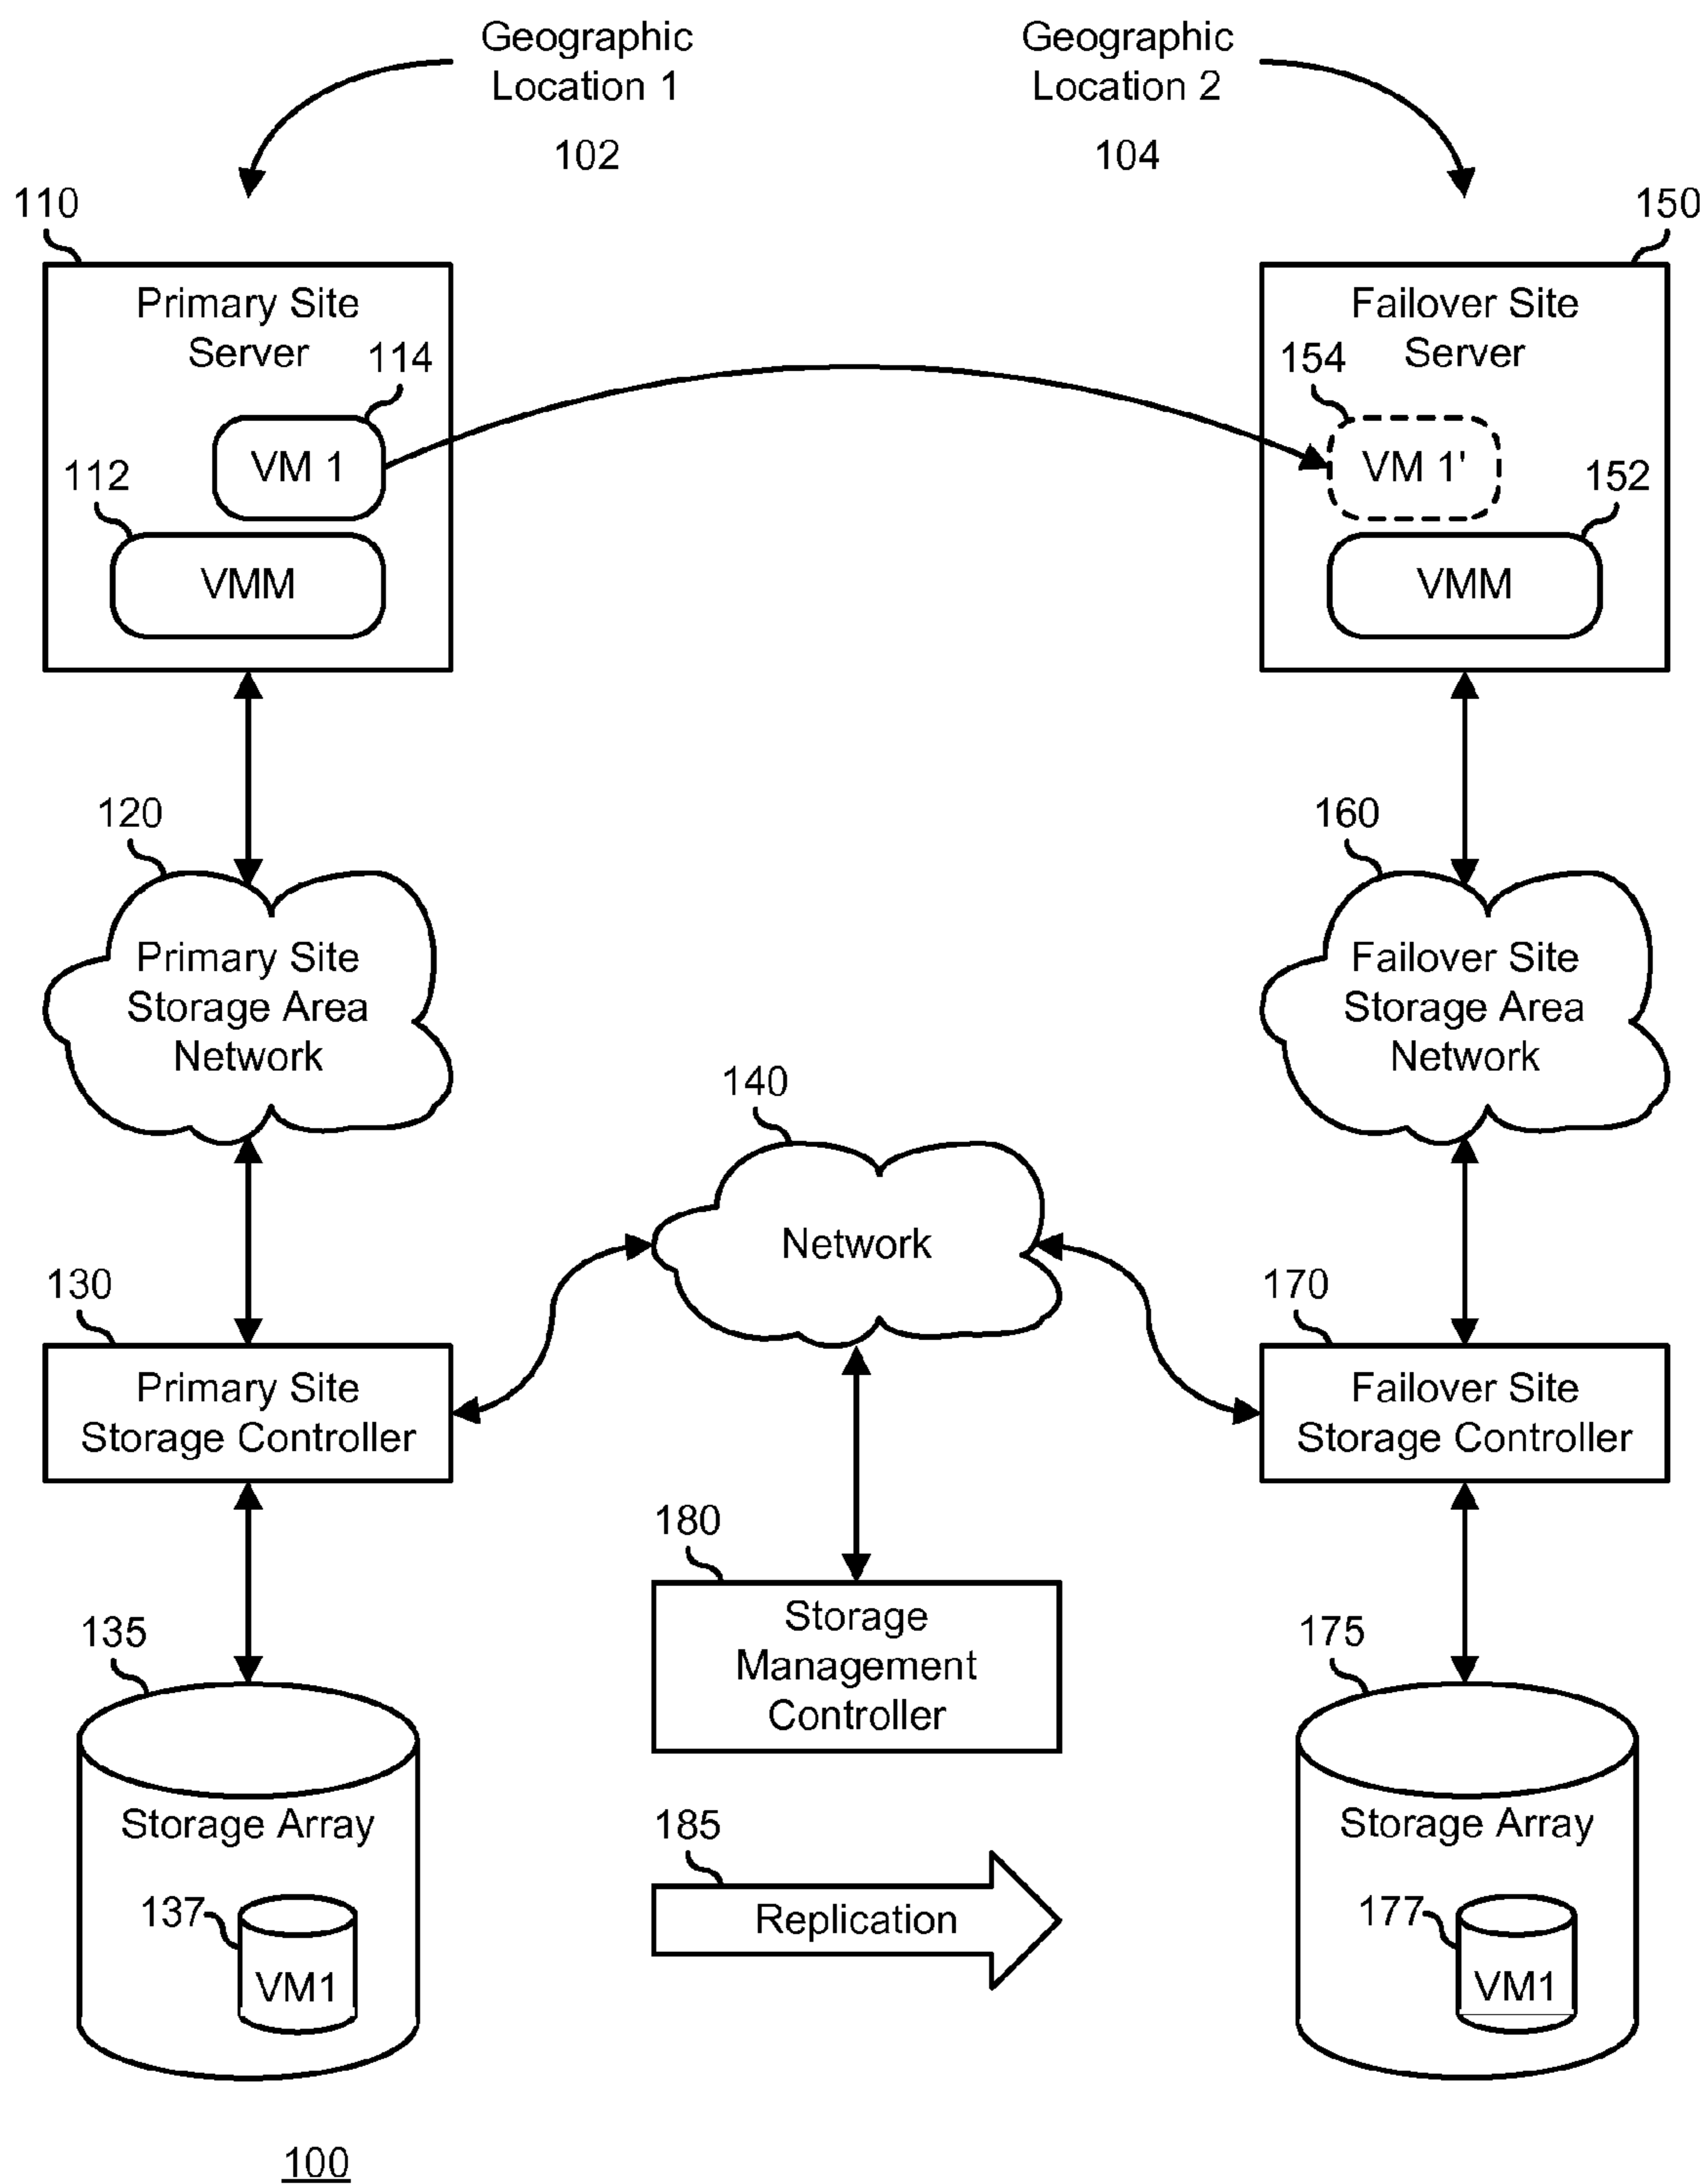 Geographic
Location 1
102
Geographic
Location 2
104
110
150
Primary Site
Server
114
VM 1
112
VMM
Failover Site
Server
154
VM 1'
152
VMM
120
Primary Site
Storage Area
Network
160
Failover Site
Storage Area
Network
140
Network
130
Primary Site
Storage Controller
170
Failover Site
Storage Controller
180
Storage
Management
Controller
135
Storage Array
137
VM1
185
Replication
175
Storage Array
177
VM1
100